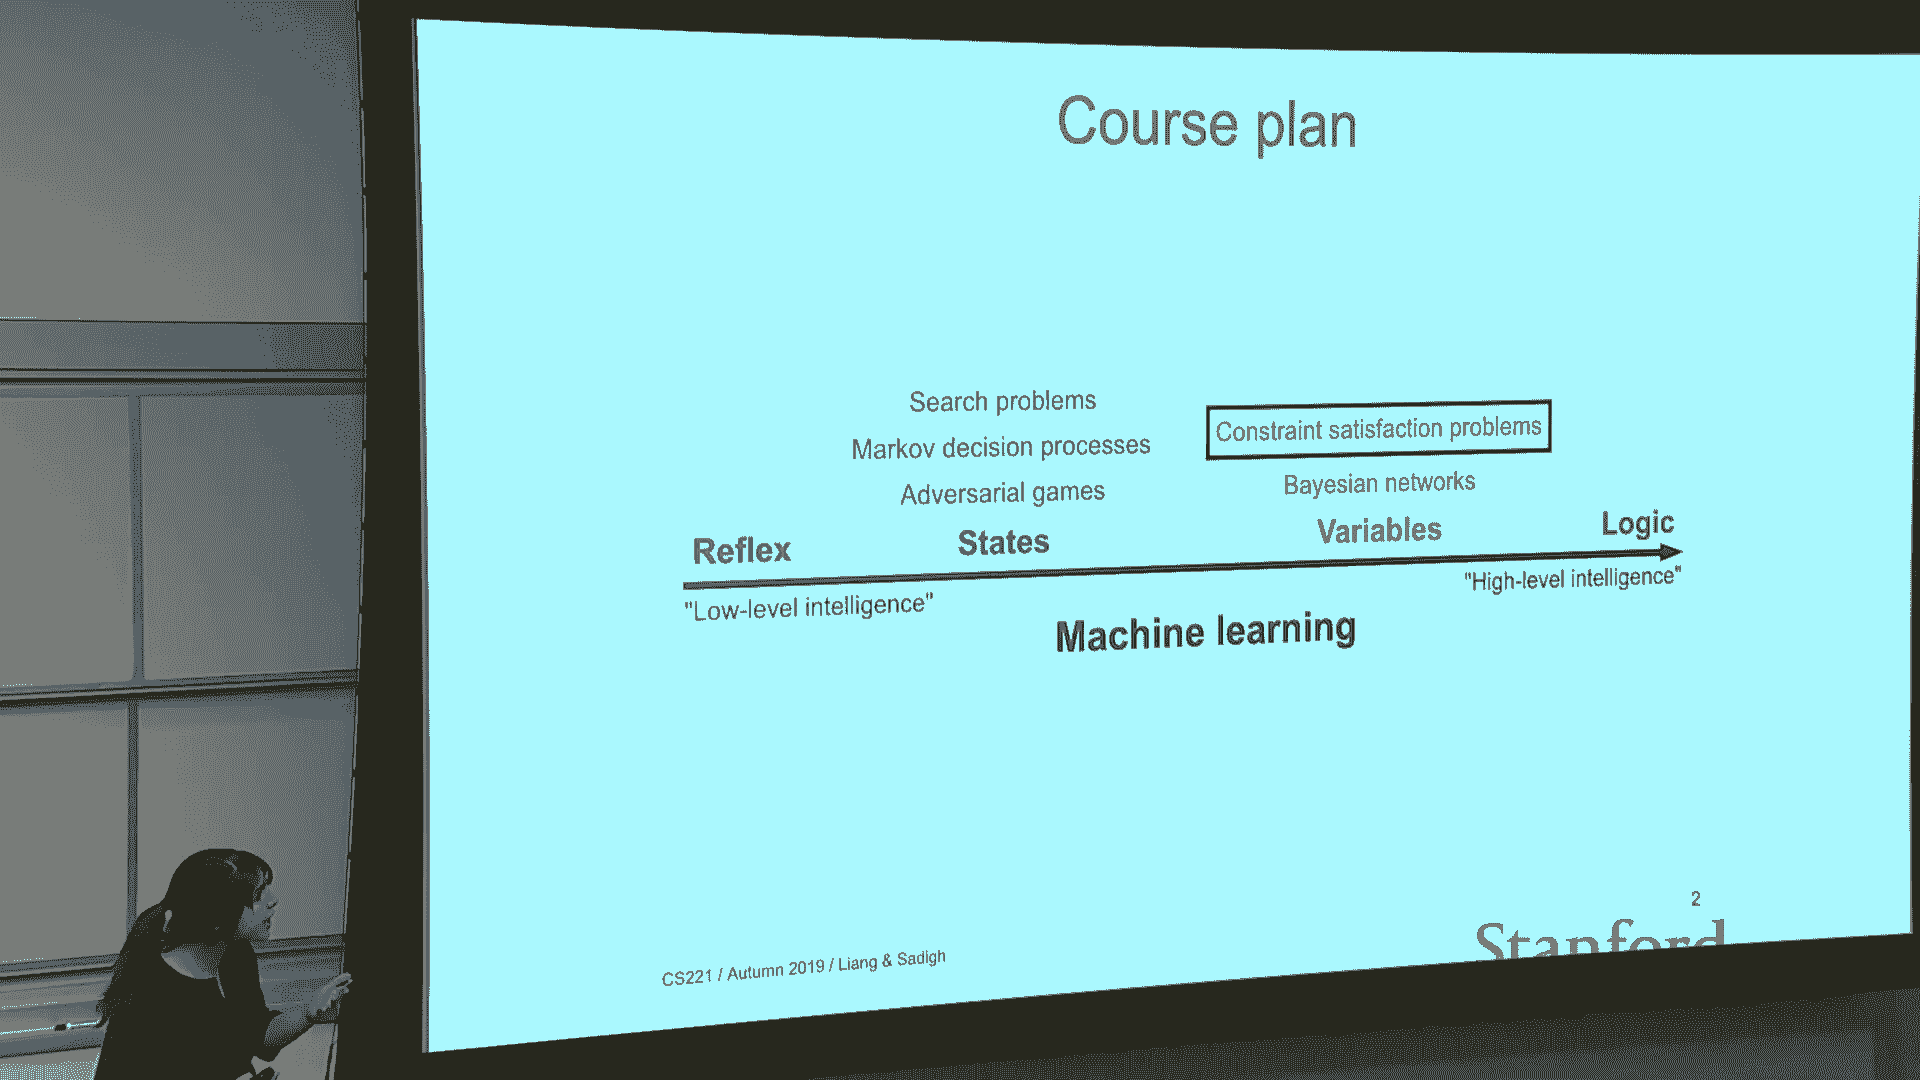 Course plan
Search problems
Markov decision processes
Adversarial games
Constraint satisfaction problems
Bayesian networks
Reflex
States
Variables
Logic
"Low-level intelligence"
"High-level intelligence"
Machine learning
2
CS221 / Autumn 2019 / Liang & Sadigh
Stanford